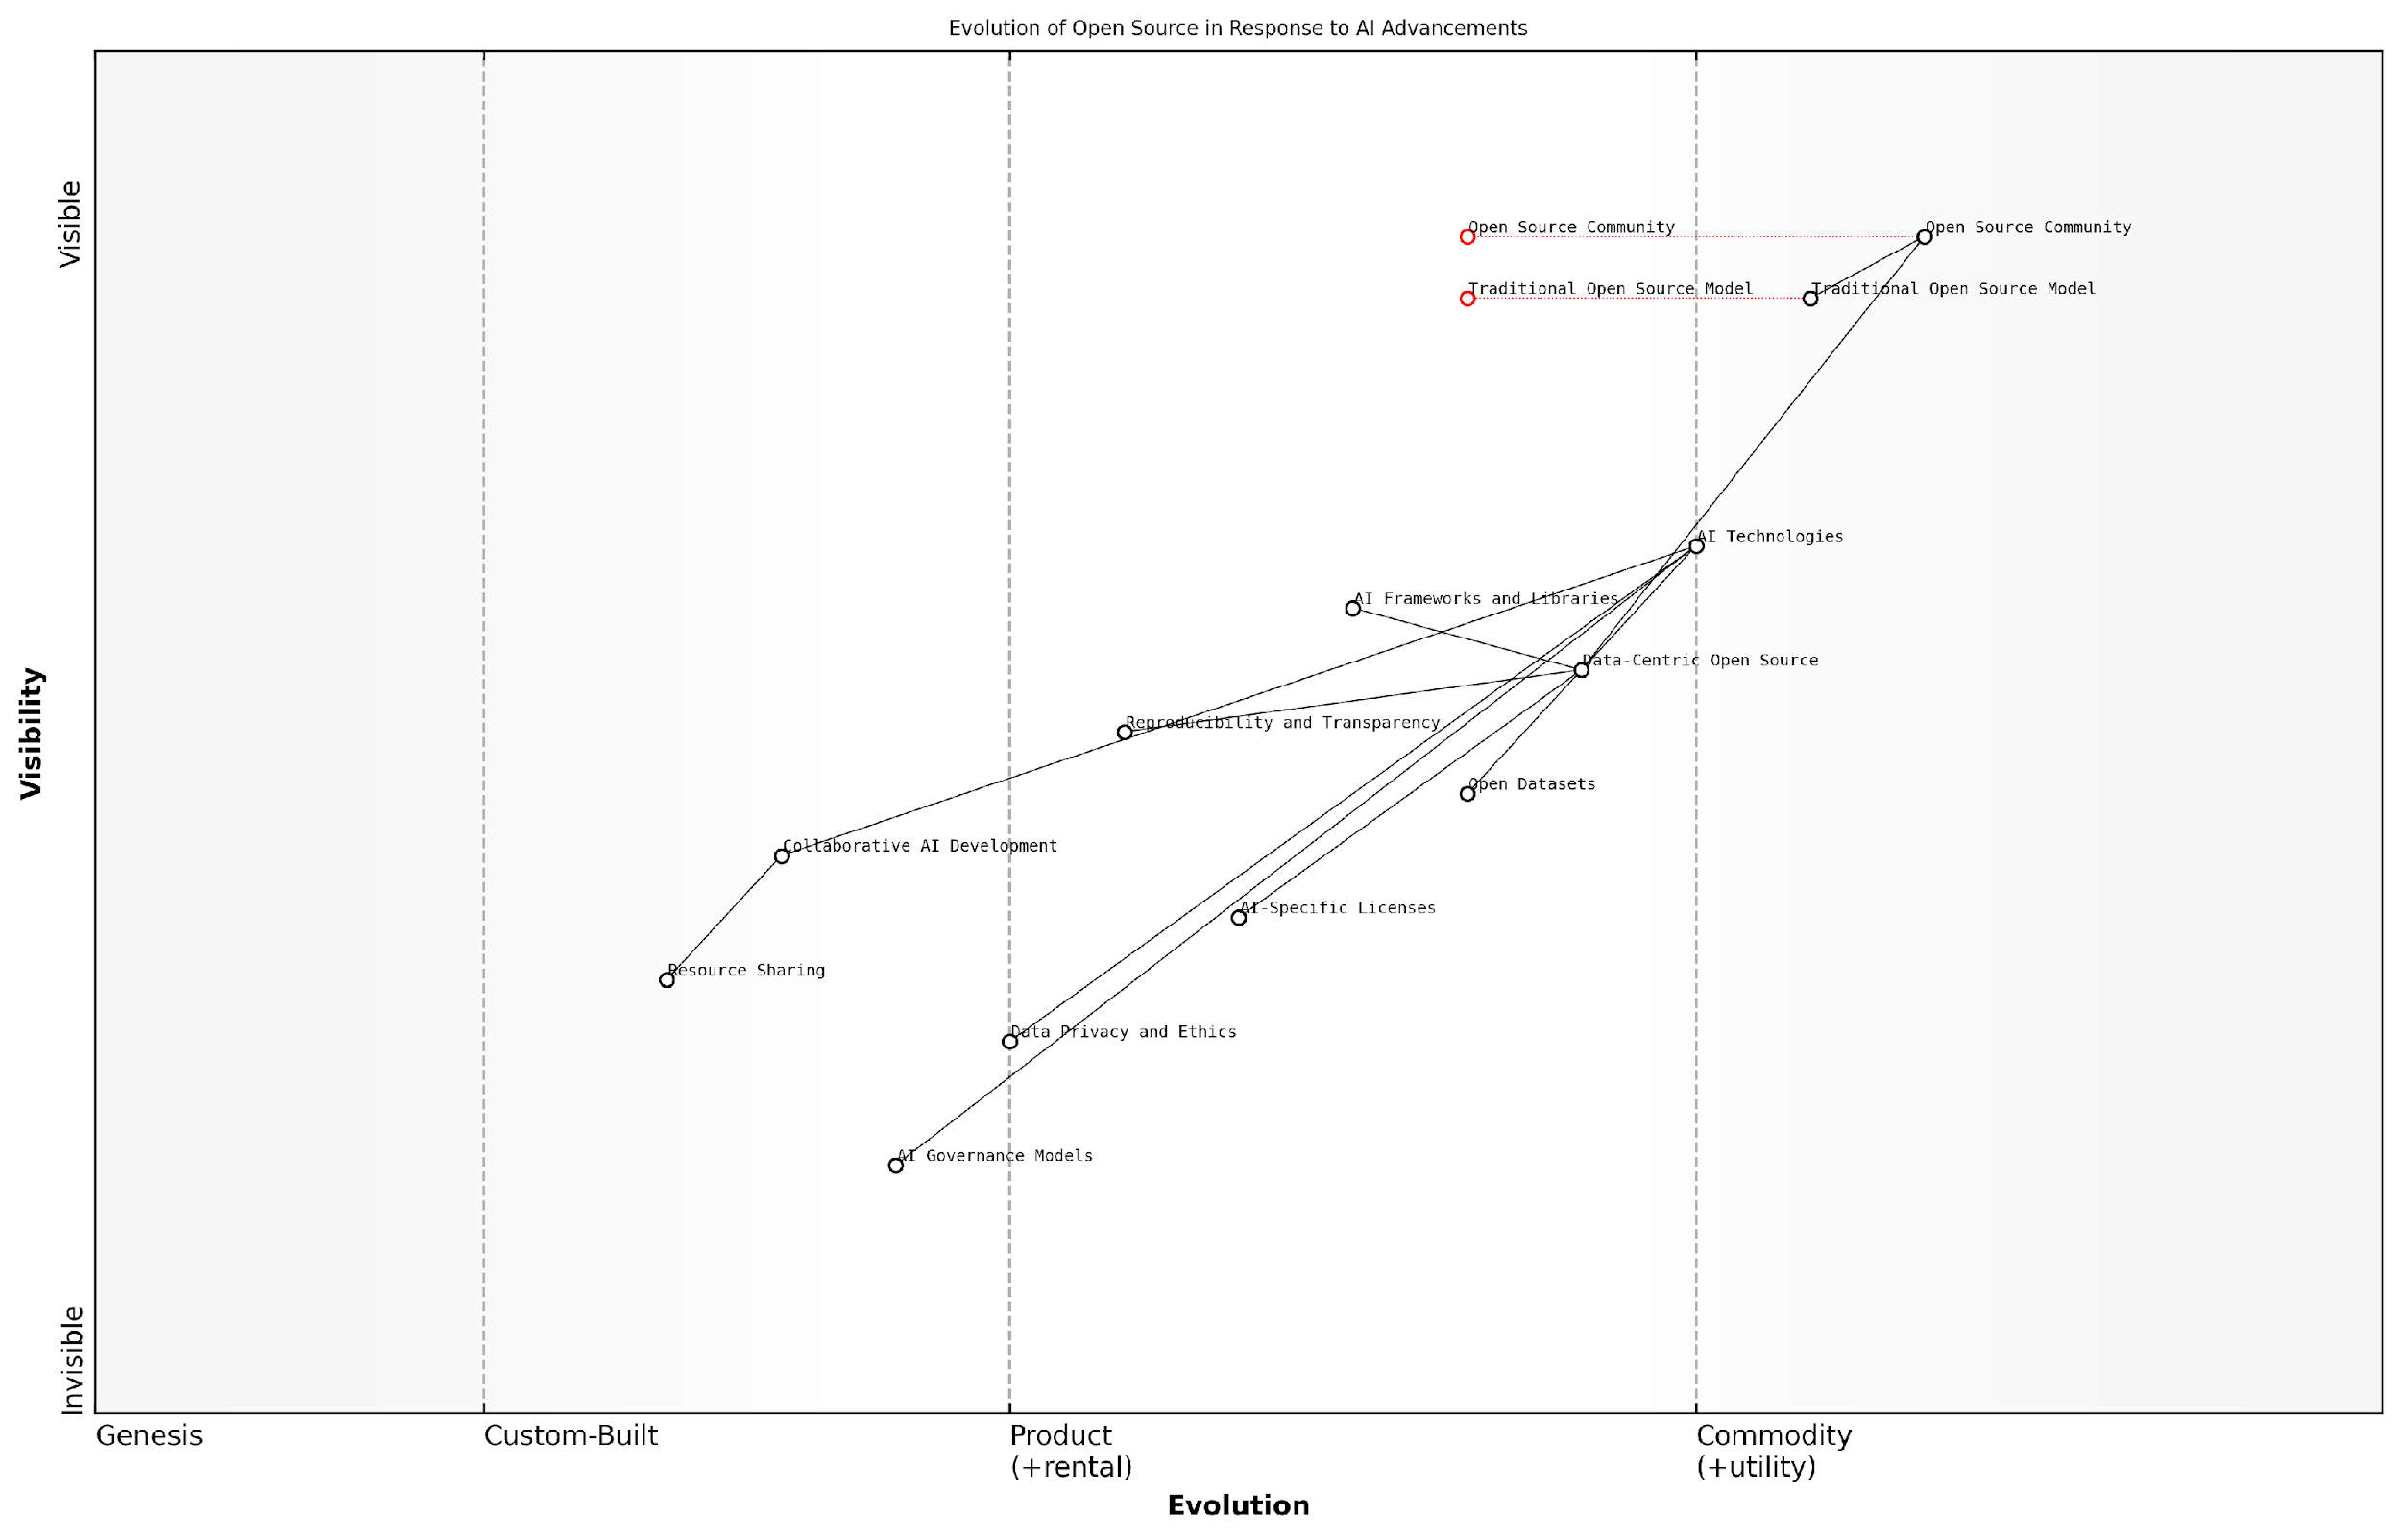 Evolution of Open Source in Response to AI Advancements
Visible
Open Source Community
Open Source Community
Traditional Open Source Model
Traditional Open Source Model
AI Technologies
AI Frameworks and Libraries
Data-Centric Open Source
Visibility
Reproducibility and Transparency
Open Datasets
Collaborative AI Development
AI-Specific Licenses
Resource Sharing
Data Privacy and Ethics
AI Governance Models
Invisible
Genesis
Custom-Built
Product
(+rental)
Commodity
(+utility)
Evolution